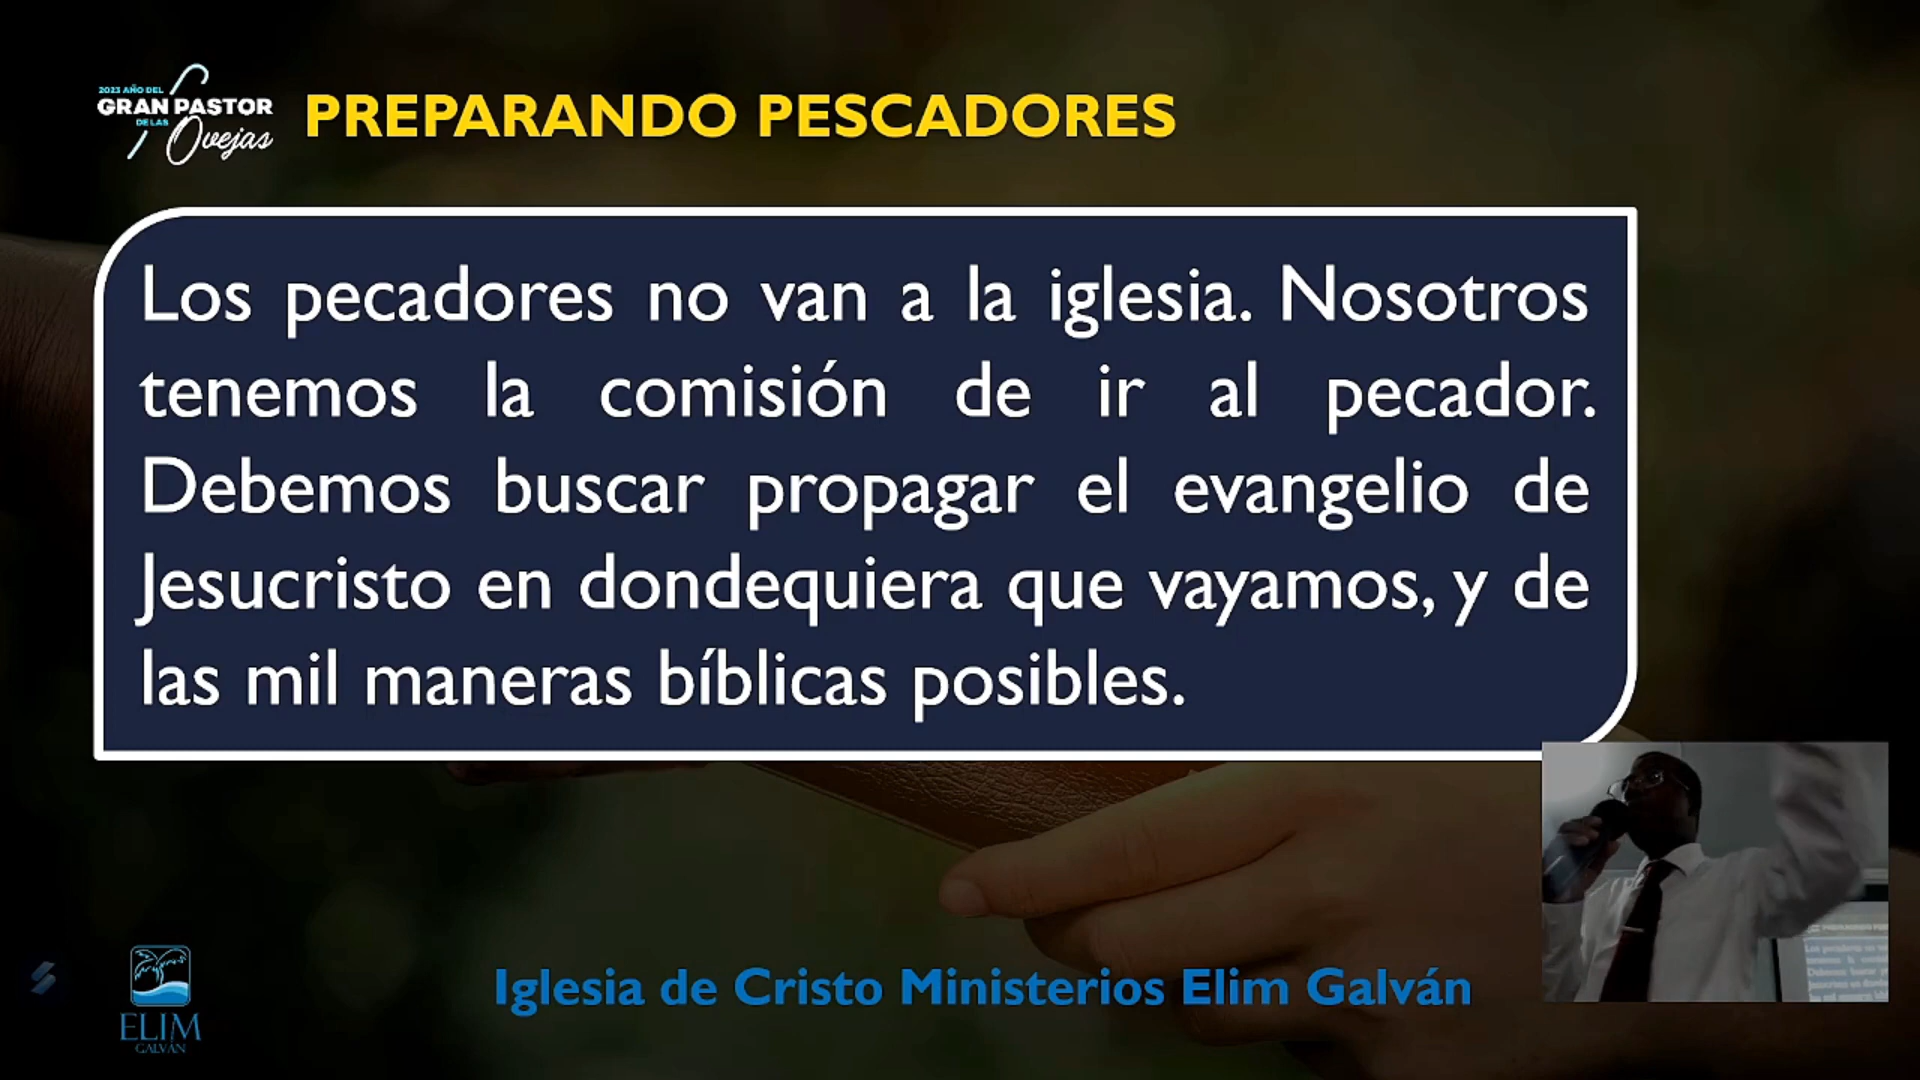 2023 AÑO DEL
GRAN PASTOR
DE LAS
Ovejas
PREPARANDO PESCADORES
Los pecadores no van a la iglesia. Nosotros
tenemos la comisión de ir al pecador.
Debemos buscar propagar el evangelio de
Jesucristo en dondequiera que vayamos, y de
las mil maneras bíblicas posibles.
Iglesia de Cristo Ministerios Elim Galván
ELIM
GALVÁN